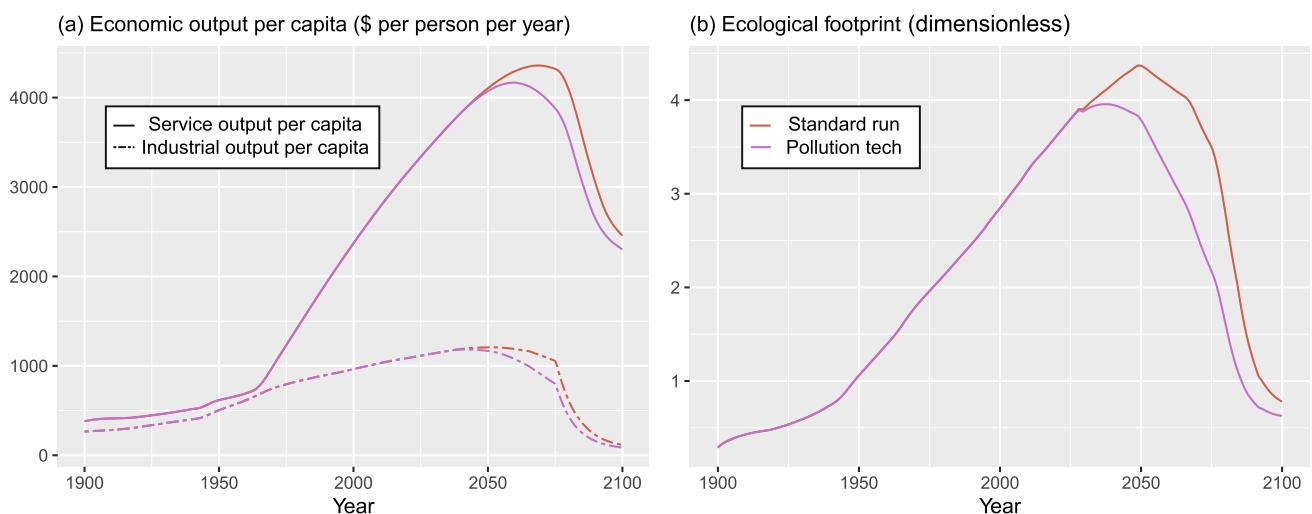 (a) Economic output per capita ($ per person per year)
4000
3000
2000
1000
0
Service output per capita
Industrial output per capita
1900 1950 2000 2050 2100
Year
(b) Ecological footprint (dimensionless)
4
3
2
1
Standard run
Pollution tech
1900 1950 2000 2050 2100
Year